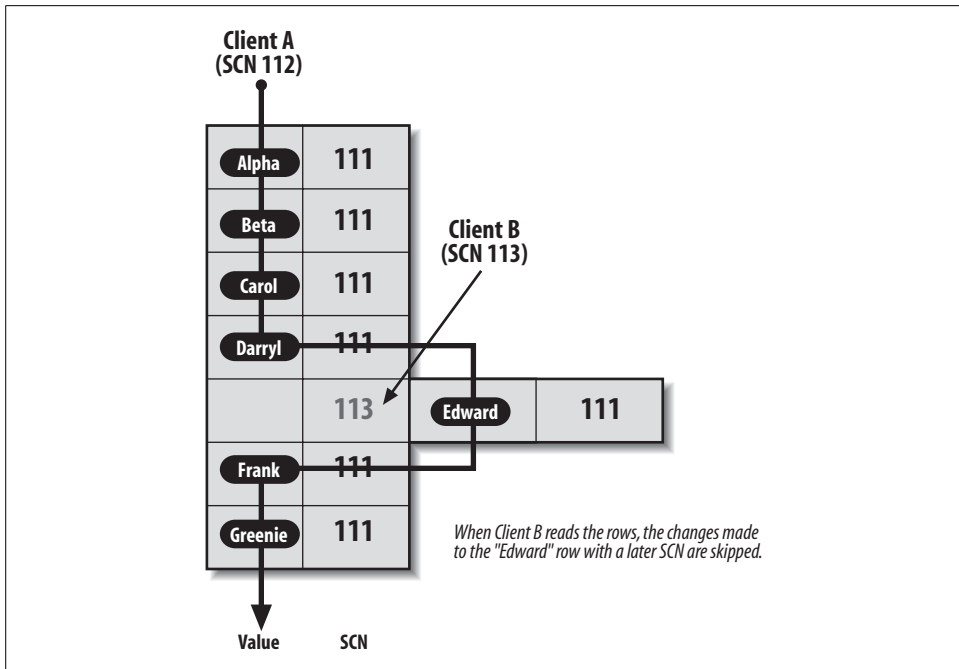 Client A
(SCN 112)
Alpha 111
Beta 111
Client B
(SCN 113)
Carol 111
Darryl 111
113 Edward 111
Frank 111
Greenie 111
When Client B reads the rows, the changes made
to the "Edward" row with a later SCN are skipped.
Value SCN